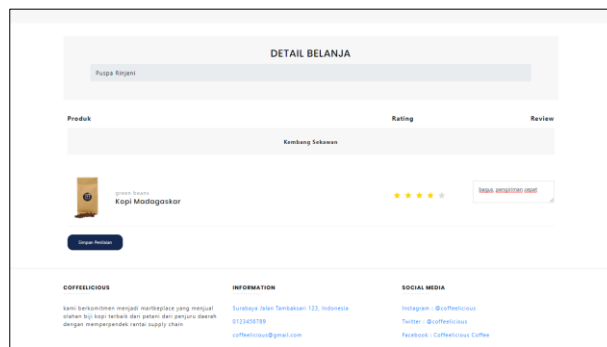 DETAIL BELANJA
Puspa Rinjani
Produk Rating Review
Kembang Sekawan
green beans
Kopi Madagaskar
bagus, pengiriman cepat
Simpan Penilaian
COFFEELICIOUS
kami berkomitmen menjadi martkeplace yang menjual
olahan biji kopi terbaik dari petani dari penjuru daerah
dengan memperpendek rantai supply chain
INFORMATION
Surabaya Jalan Tambaksari 123, Indonesia
0123456789
coffeelicious@gmail.com
SOCIAL MEDIA
Instagram : @coffeelicious
Twitter : @coffeelicious
Facebook : Coffeelicious Coffee